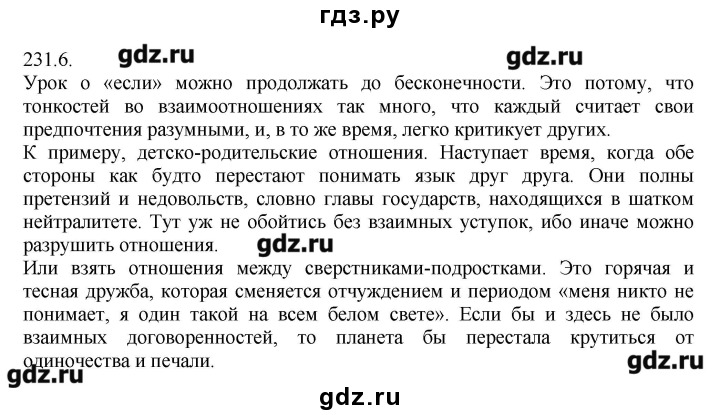 гдз.ру
231.6. gdz.ru gdz.ru
Урок о «если» можно продолжать до бесконечности. Это потому, что
тонкостей во взаимоотношениях так много, что каждый считает свои
предпочтения разумными, и, в то же время, легко критикует других.
К примеру, детско-родительские отношения. Наступает время, когда обе
стороны как будто перестают понимать язык друг друга. Они полны
претензий и недовольств, словно главы государств, находящихся в шатком
нейтралитете. Тут уж не обойтись без взаимных уступок, ибо иначе можно
разрушить отношения. gdz.ru
Или взять отношения между сверстниками-подростками. Это горячая и
тесная дружба, которая сменяется отчуждением и периодом «меня никто не
понимает, я один такой на всем белом свете». Если бы и здесь не было
взаимных договоренностей, то планета бы перестала крутиться от
одиночества и печали. gdz.ru
gdz.ru
gdz.ru